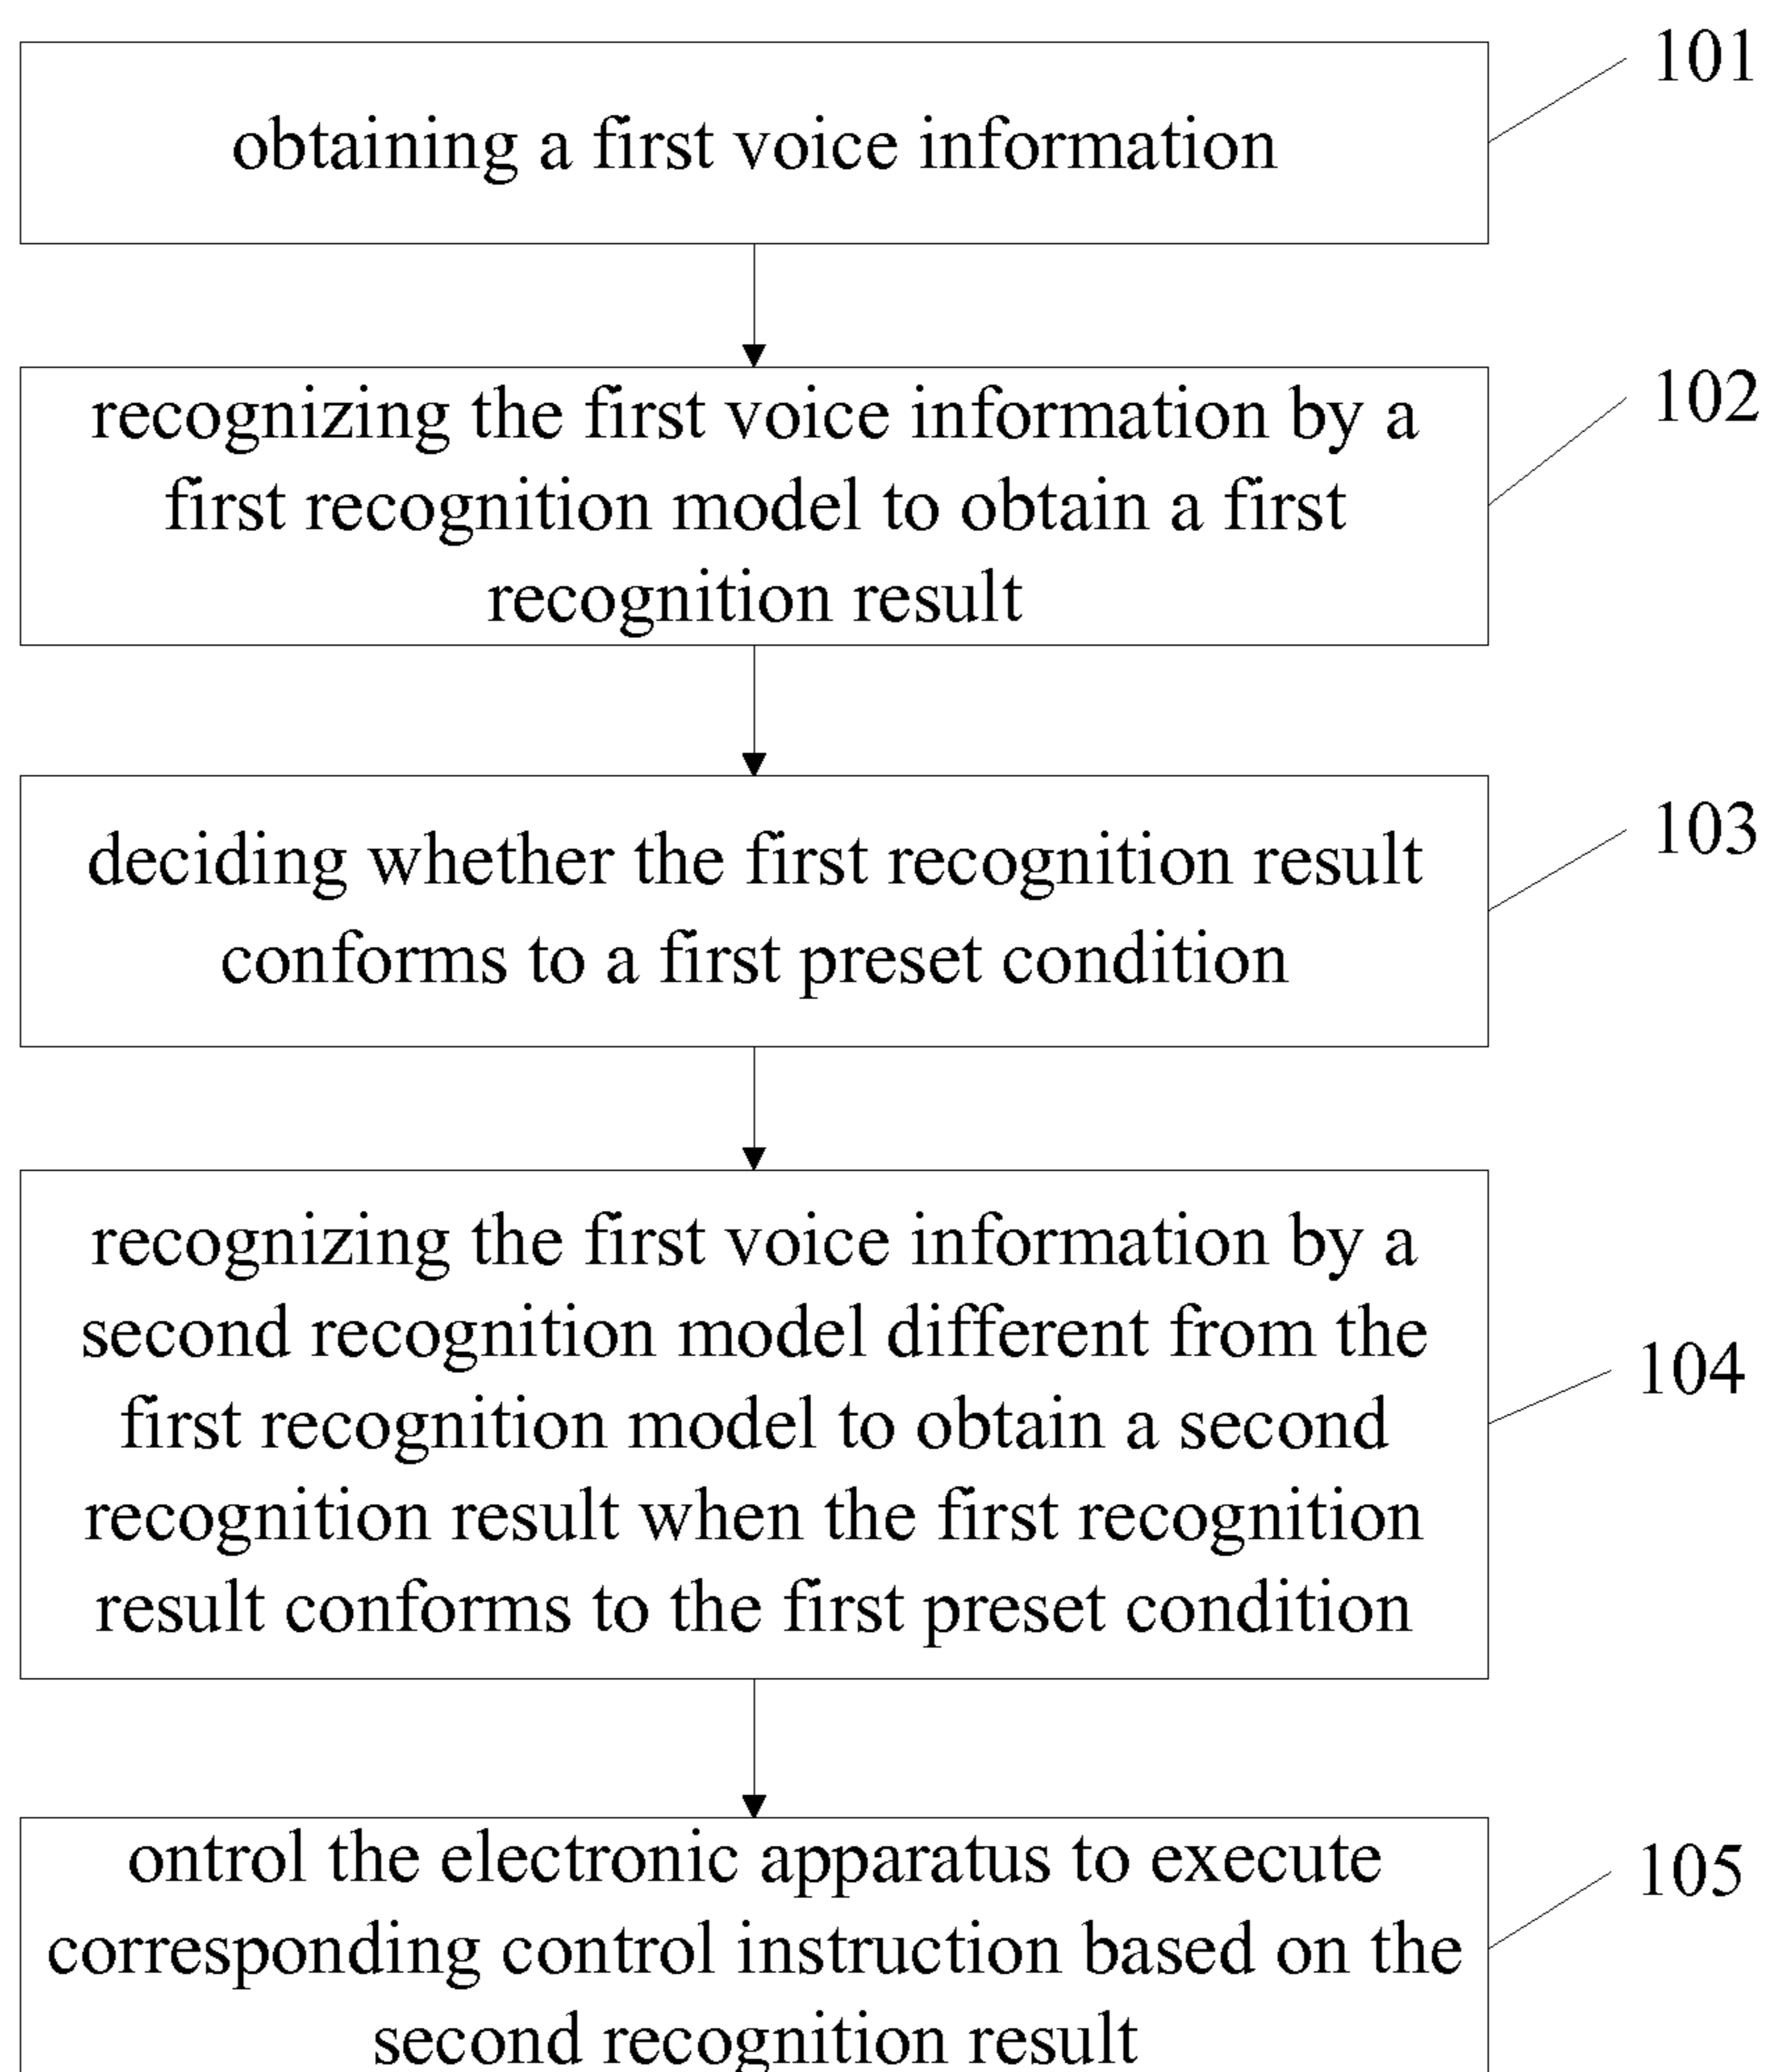 101
obtaining a first voice information
102
recognizing the first voice information by a
first recognition model to obtain a first
recognition result
103
deciding whether the first recognition result
conforms to a first preset condition
recognizing the first voice information by a
second recognition model different from the
104
first recognition model to obtain a second
recognition result when the first recognition
result conforms to the first preset condition
105
ontrol the electronic apparatus to execute
corresponding control instruction based on the
second recognition result